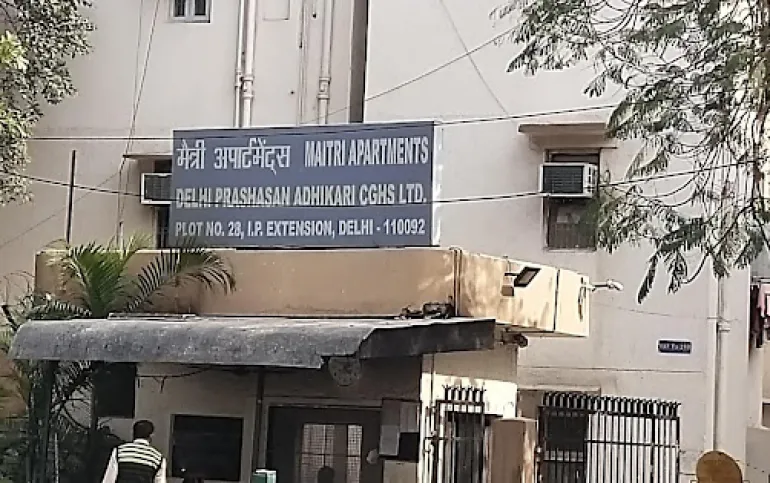 मैत्री अपार्टमेंट्स MAITRI APARTMENTS
DELHI PRASHASAN ADHIKARI CGHS LTD.
PLOT NO. 28, I.P. EXTENSION, DELHI - 110092